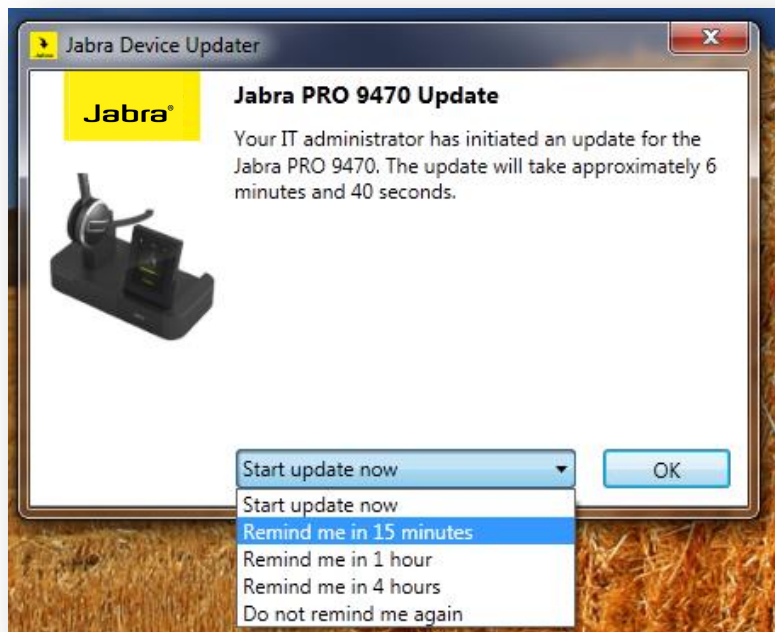 Jabra Device Updater
Jabra®
Jabra PRO 9470 Update
Your IT administrator has initiated an update for the
Jabra PRO 9470. The update will take approximately 6
minutes and 40 seconds.
Start update now
OK
Start update now
Remind me in 15 minutes
Remind me in 1 hour
Remind me in 4 hours
Do not remind me again